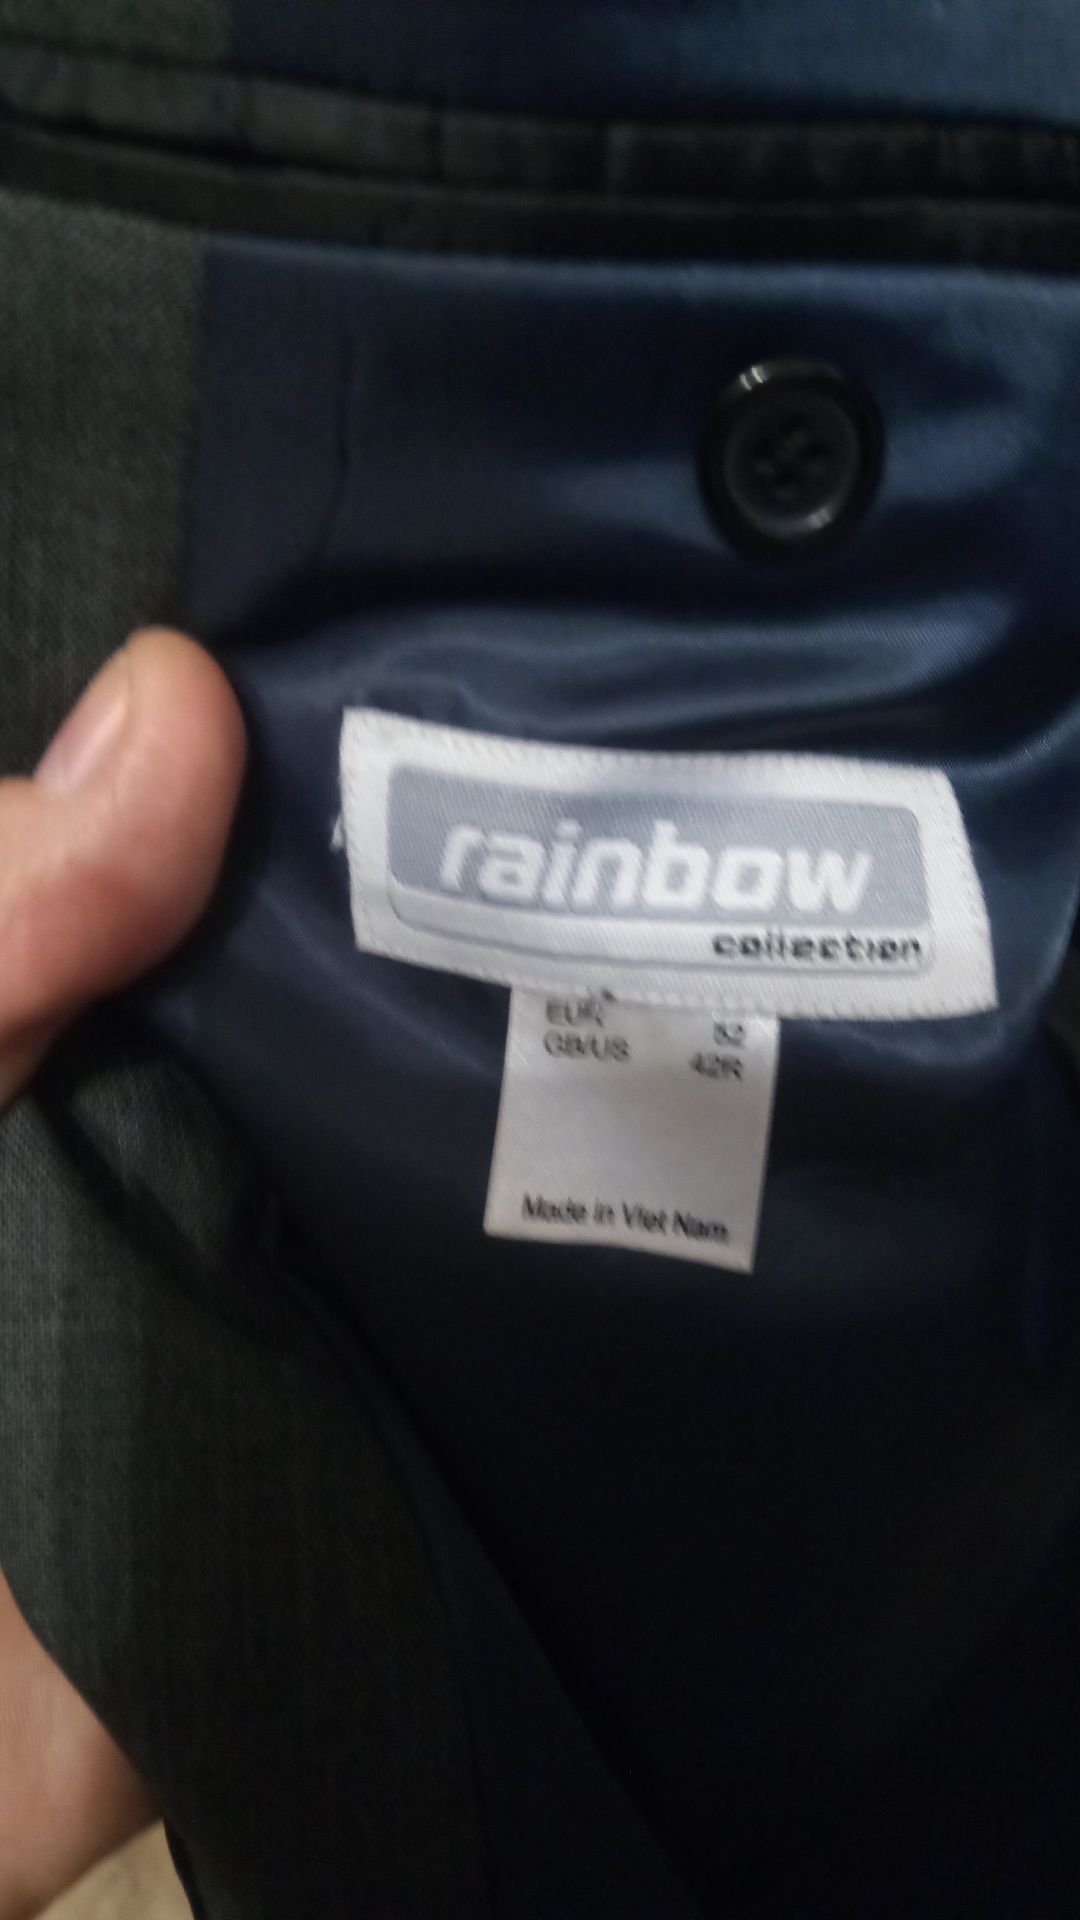 rainbow
collection
EUR 52
GB/US 42R
Made in Viet Nam